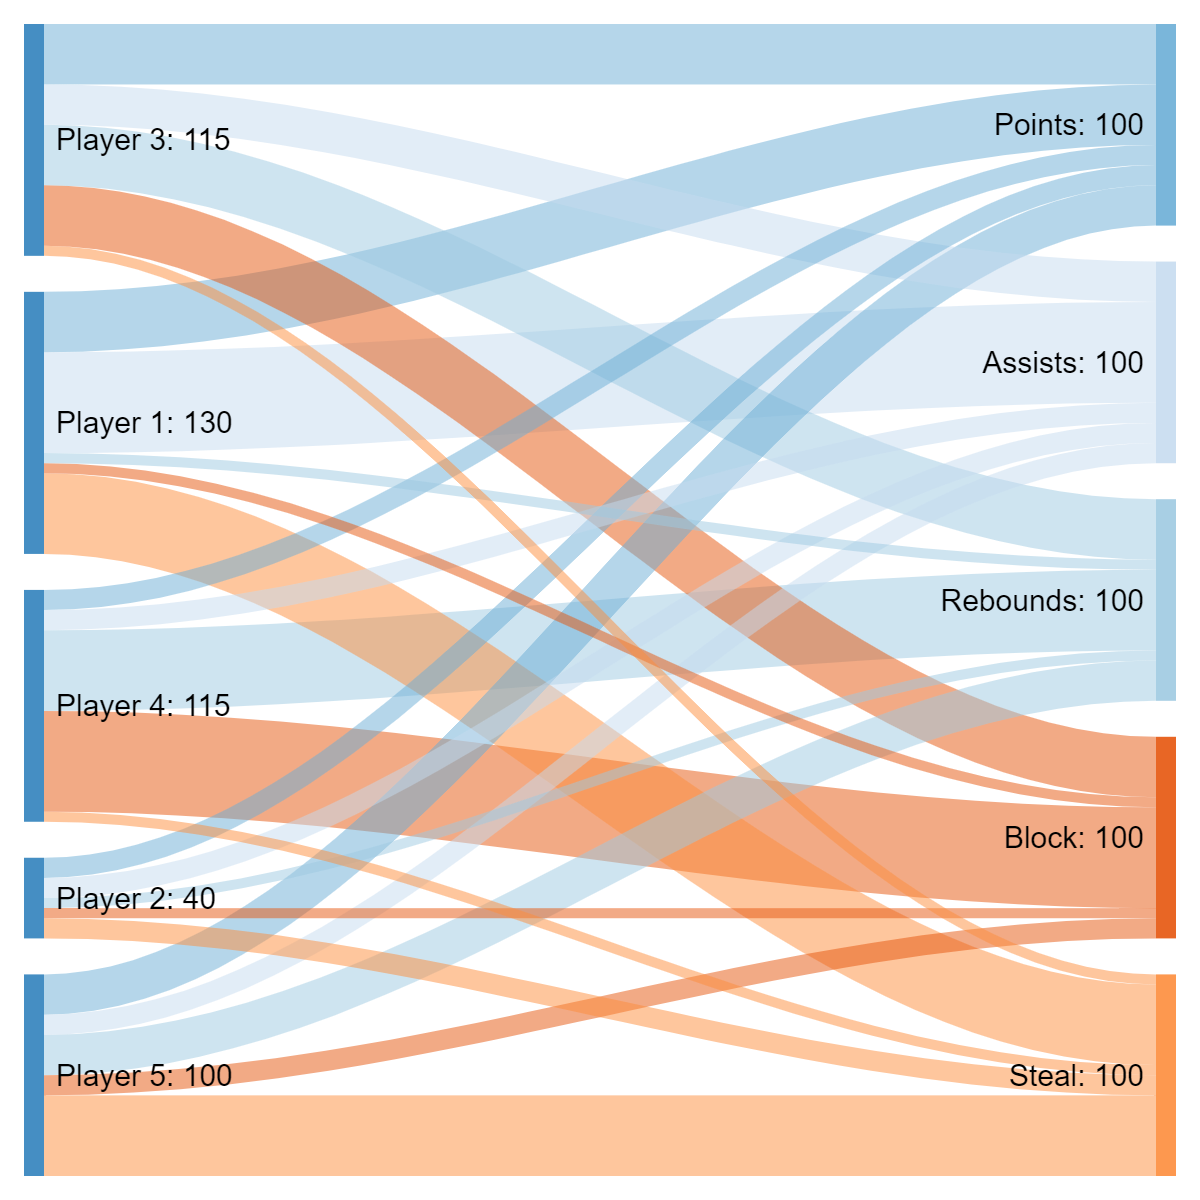 Player 3: 115
Player 1: 130
Player 4: 115
Player 2: 40
Player 5: 100
Points: 100
Assists: 100
Rebounds: 100
Block: 100
Steal: 100